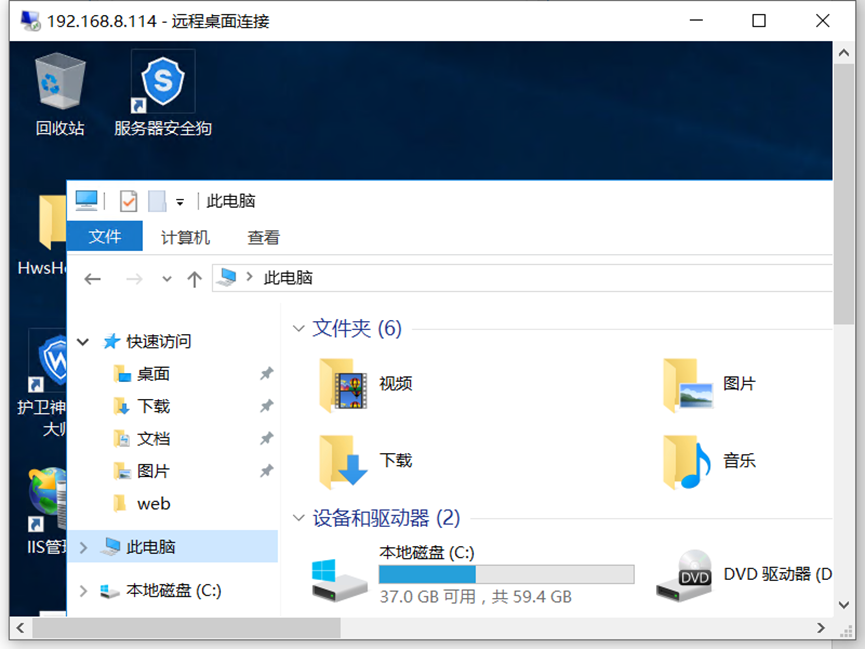 192.168.8.114 - 远程桌面连接
回收站
服务器安全狗
此电脑
文件 计算机 查看
HwsHo
此电脑
快速访问
桌面
下载
文档
图片
web
此电脑
本地磁盘 (C:)
护卫神
大师
IIS管
文件夹 (6)
视频
图片
下载
音乐
设备和驱动器 (2)
本地磁盘 (C:)
37.0 GB 可用，共 59.4 GB
DVD
DVD 驱动器 (D